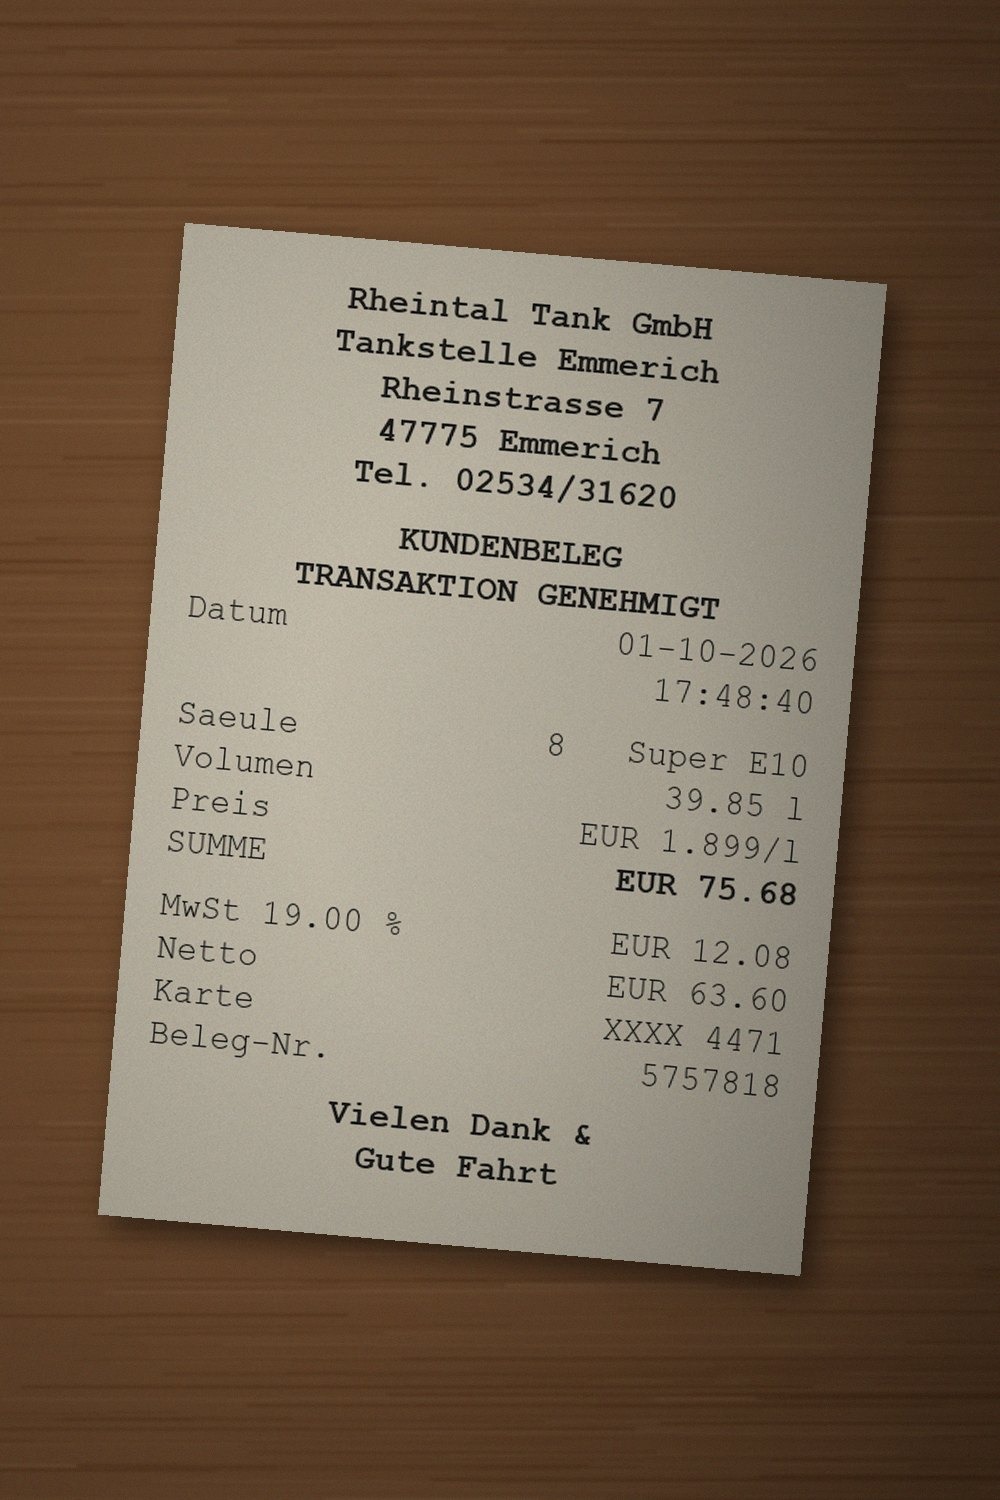 Rheintal Tank GmbH
Tankstelle Emmerich
Rheinstrasse 7
47775 Emmerich
Tel. 02534/31620
KUNDENBELEG
TRANSAKTION GENEHMIGT
Datum 01-10-2026
17:48:40
Saeule 8 Super E10
Volumen 39.85 l
Preis EUR 1.899/l
SUMME EUR 75.68
MwSt 19.00 % EUR 12.08
Netto EUR 63.60
Karte XXXX 4471
Beleg-Nr. 5757818
Vielen Dank &
Gute Fahrt